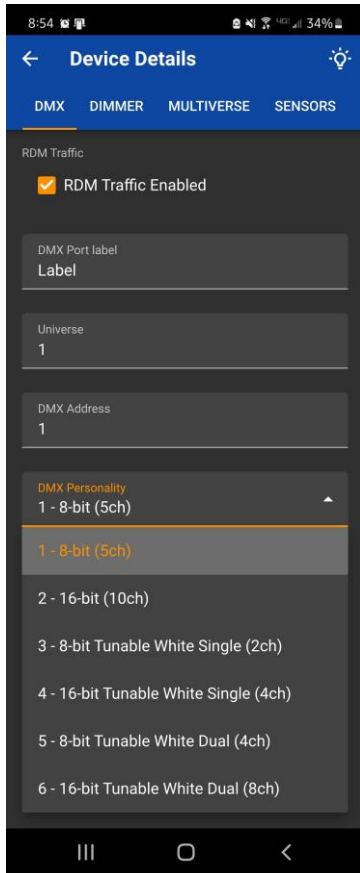 8:54 34%
Device Details
DMX DIMMER MULTIVERSE SENSORS
RDM Traffic
RDM Traffic Enabled
DMX Port label
Label
Universe
1
DMX Address
1
DMX Personality
1 - 8-bit (5ch)
1 - 8-bit (5ch)
2 - 16-bit (10ch)
3 - 8-bit Tunable White Single (2ch)
4 - 16-bit Tunable White Single (4ch)
5 - 8-bit Tunable White Dual (4ch)
6 - 16-bit Tunable White Dual (8ch)